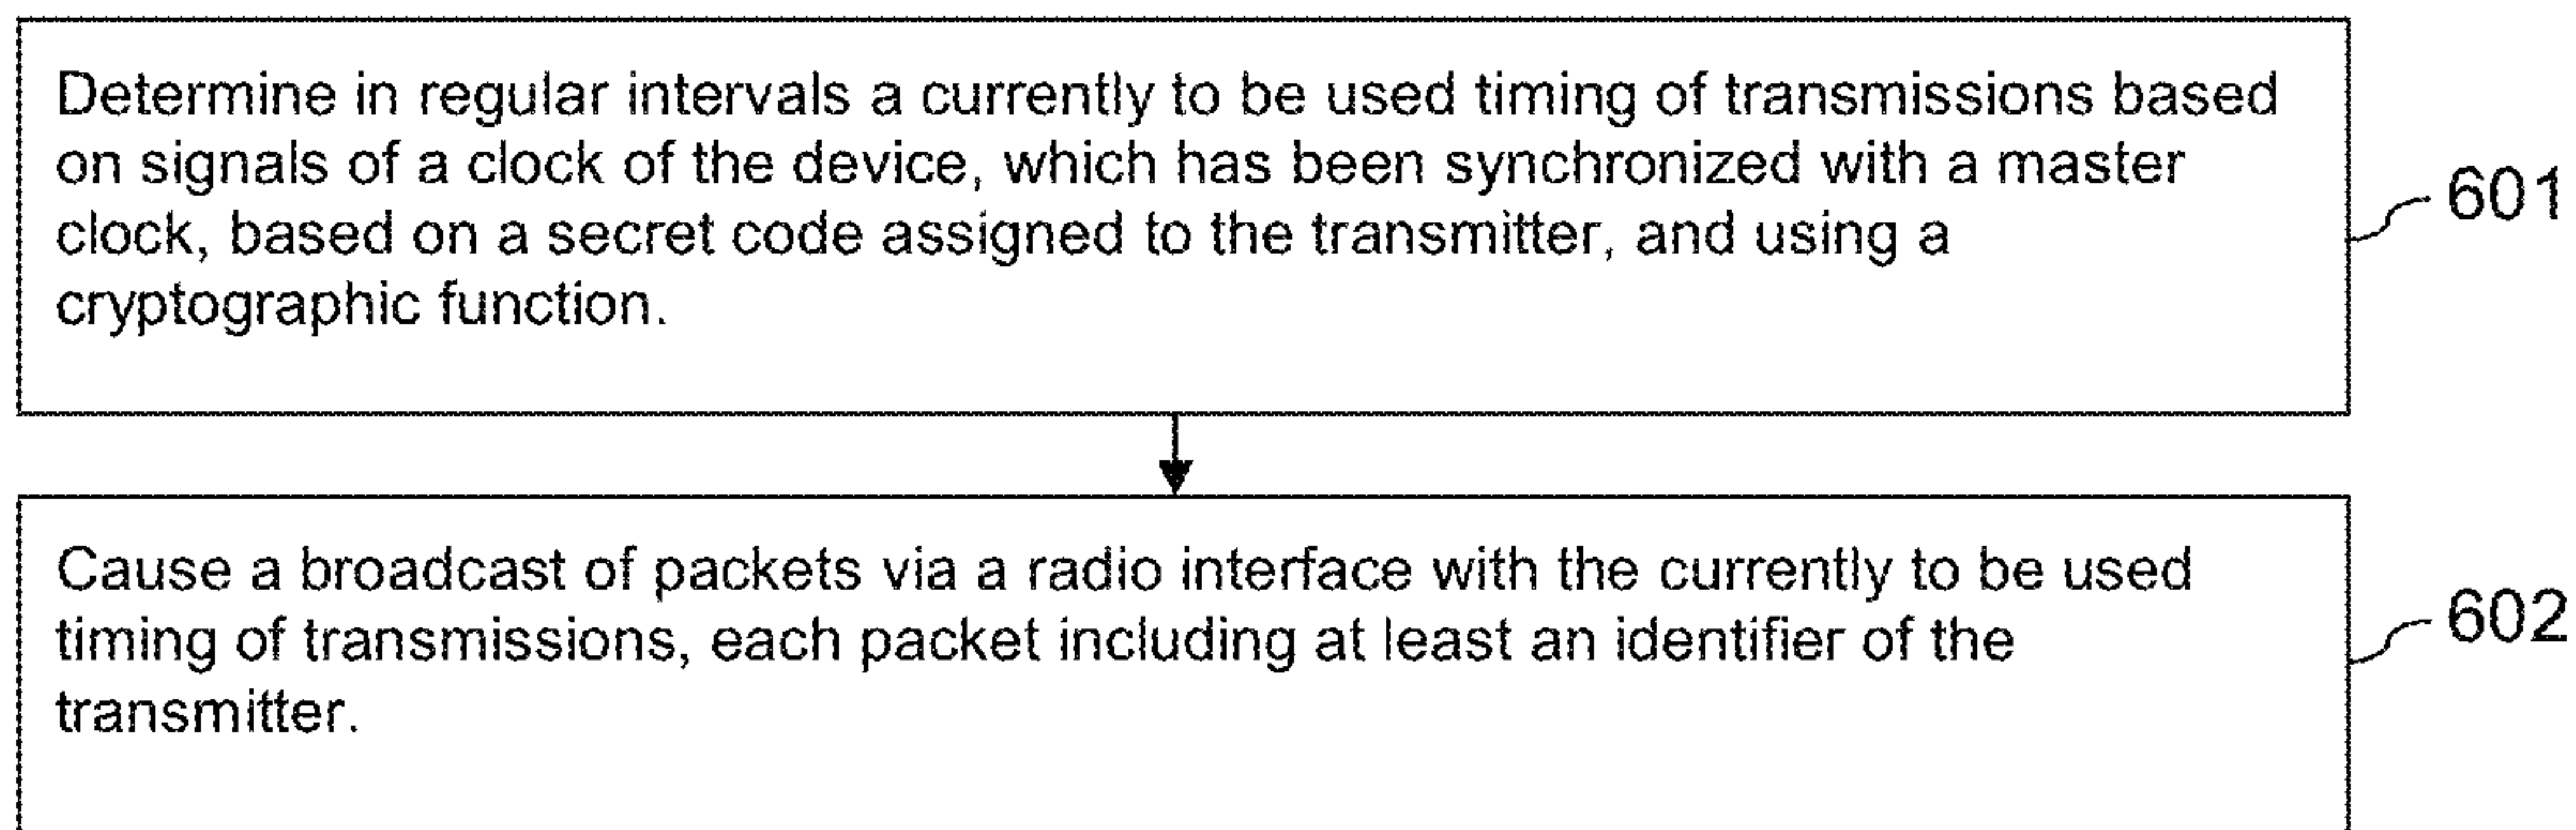 Determine in regular intervals a currently to be used timing of transmissions based
on signals of a clock of the device, which has been synchronized with a master
clock, based on a secret code assigned to the transmitter, and using a
cryptographic function.
601
Cause a broadcast of packets via a radio interface with the currently to be used
timing of transmissions, each packet including at least an identifier of the
transmitter.
602